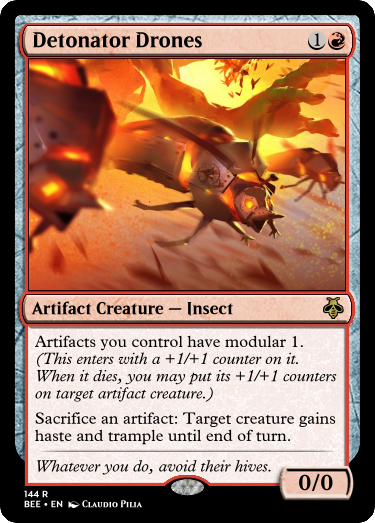 Detonator Drones 1
Artifact Creature — Insect
Artifacts you control have modular 1.
(This enters with a +1/+1 counter on it.
When it dies, you may put its +1/+1 counters
on target artifact creature.)
Sacrifice an artifact: Target creature gains
haste and trample until end of turn.
Whatever you do, avoid their hives.
0/0
144 R
BEE • EN Claudio Pilia